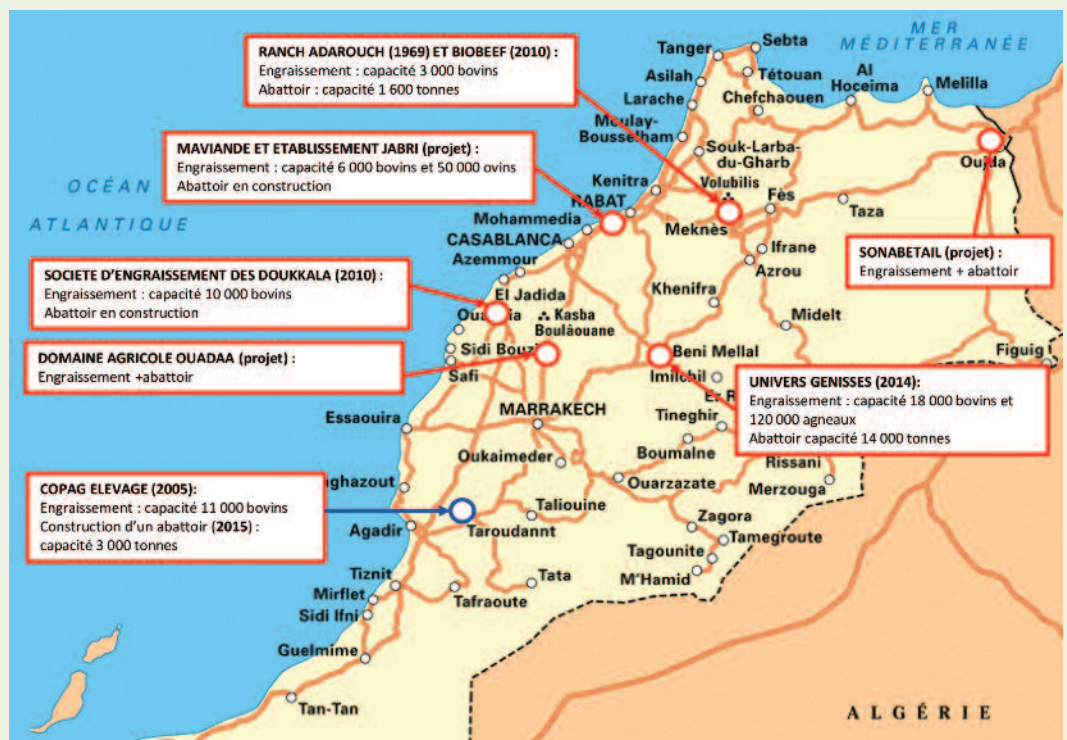 MER
MÉDITERRANÉE
OCÉAN
ATLANTIQUE
RANCH ADAROUCH (1969) ET BIOBEEF (2010) :
Engraissement : capacité 3 000 bovins
Abattoir : capacité 1 600 tonnes
MAVIANDE ET ETABLISSEMENT JABRI (projet) :
Engraissement : capacité 6 000 bovins et 50 000 ovins
Abattoir en construction
SOCIETE D'ENGRAISSEMENT DES DOUKKALA (2010) :
Engraissement : capacité 10 000 bovins
Abattoir en construction
DOMAINE AGRICOLE OUADAA (projet) :
Engraissement +abattoir
COPAG ELEVAGE (2005):
Engraissement : capacité 11 000 bovins
Construction d'un abattoir (2015) :
capacité 3 000 tonnes
SONABETAIL (projet) :
Engraissement + abattoir
UNIVERS GENISSES (2014):
Engraissement : capacité 18 000 bovins et
120 000 agneaux
Abattoir capacité 14 000 tonnes
Tanger
Sebta
Asilah
Tétouan
Al
Hoceima
Melilla
Larache
Chefchaouen
Moulay-
Bousselham
Souk-Larba-
du-Gharb
Oujda
Kenitra
Volubilis
RABAT
Fès
Taza
Mohammedia
Meknès
CASABLANCA
Ifrane
Azemmour
Azrou
El Jadida
Khenifra
Kasba
Boulâouane
Midelt
Sidi Bouzi
Beni Mellal
Figuig
Safi
Imilchil
MARRAKECH
Tineghir
Essaouira
Boumalne
Oukaimeder
Rissani
Ouarzazate
Merzouga
ghazout
Taliouine
Agadir
Taroudannt
Zagora
Tamegroute
Tagounite
Tiznit
Tata
M'Hamid
Mirflet
Tafraoute
Sidi Ifni
Guelmime
Tan-Tan
ALGÉRIE